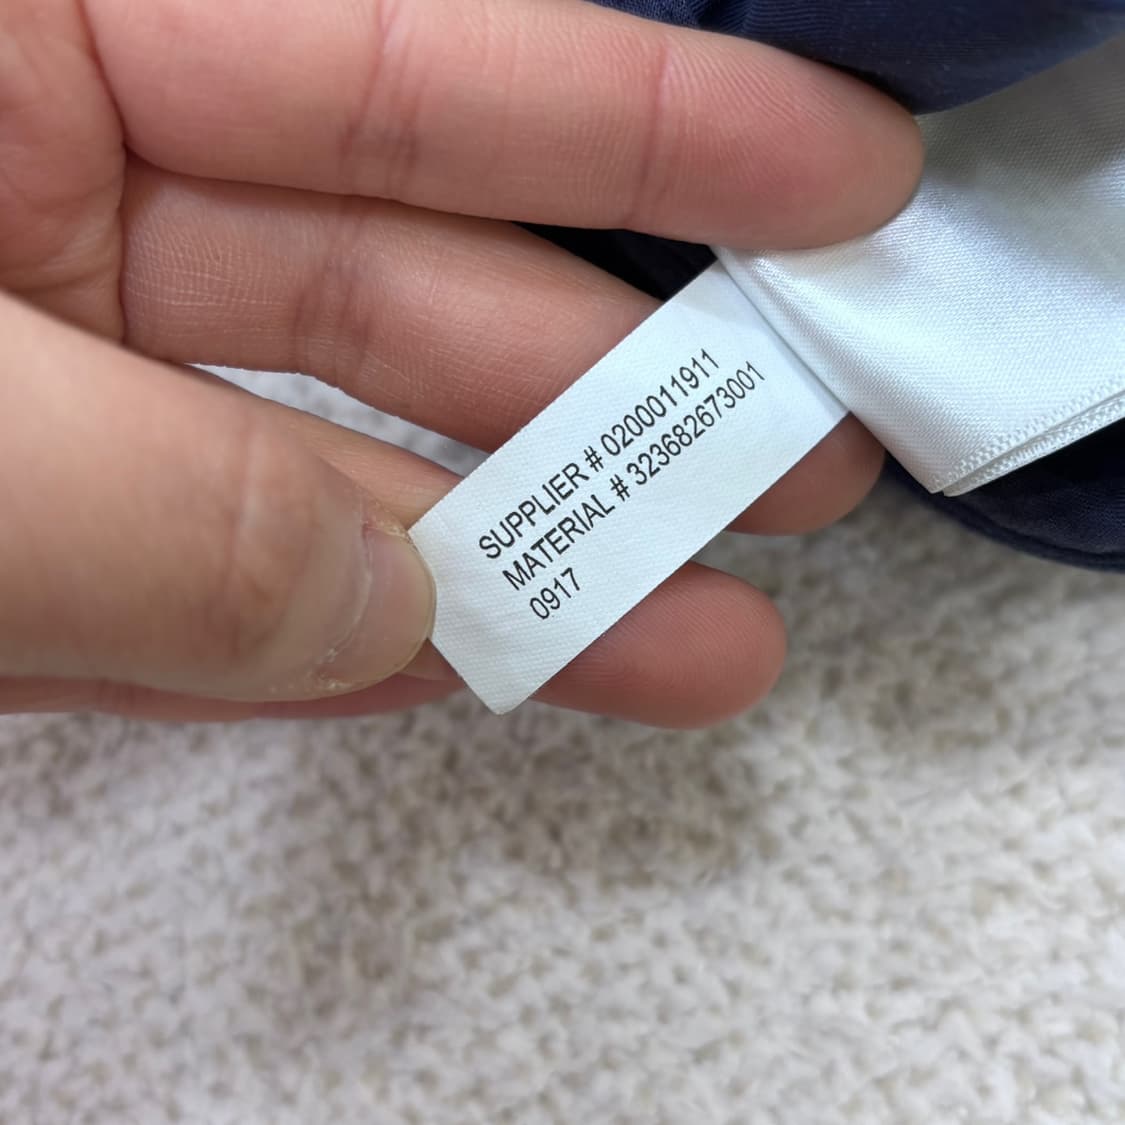 SUPPLIER # 0200011911
MATERIAL # 323682673001
0917